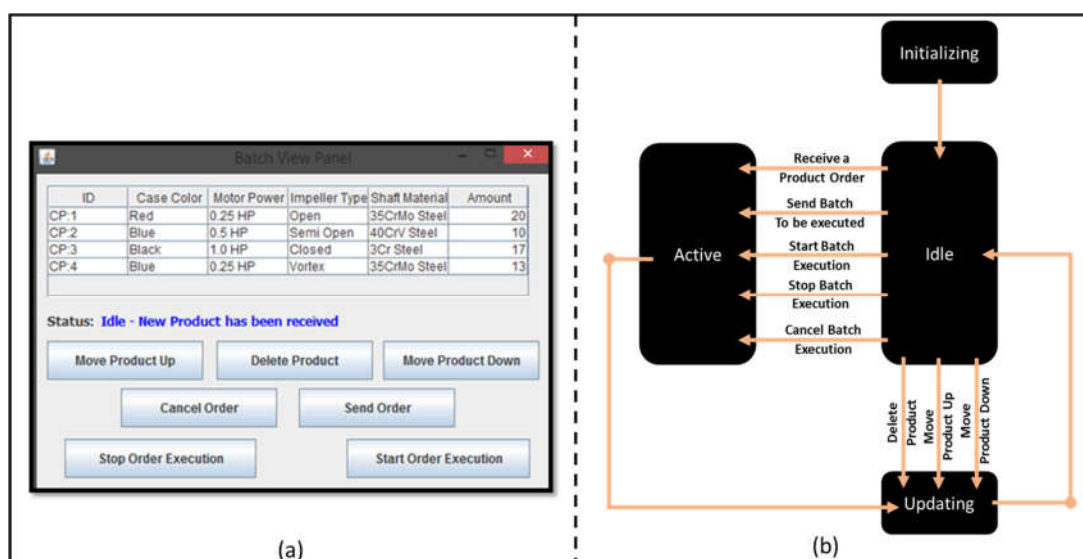 Batch View Panel
ID Case Color Motor Power Impeller Type Shaft Material Amount
CP:1 Red 0.25 HP Open 35CrMo Steel 20
CP:2 Blue 0.5 HP Semi Open 40CrV Steel 10
CP:3 Black 1.0 HP Closed 3Cr Steel 17
CP:4 Blue 0.25 HP Vortex 35CrMo Steel 13
Status: Idle - New Product has been received
Move Product Up Delete Product Move Product Down
Cancel Order Send Order
Stop Order Execution Start Order Execution
(a)
Initializing
Receive a
Product Order
Send Batch
To be executed
Start Batch
Execution
Stop Batch
Execution
Cancel Batch
Execution
Active
Idle
Delete
Product
Move
Product Up
Move
Product Down
Updating
(b)